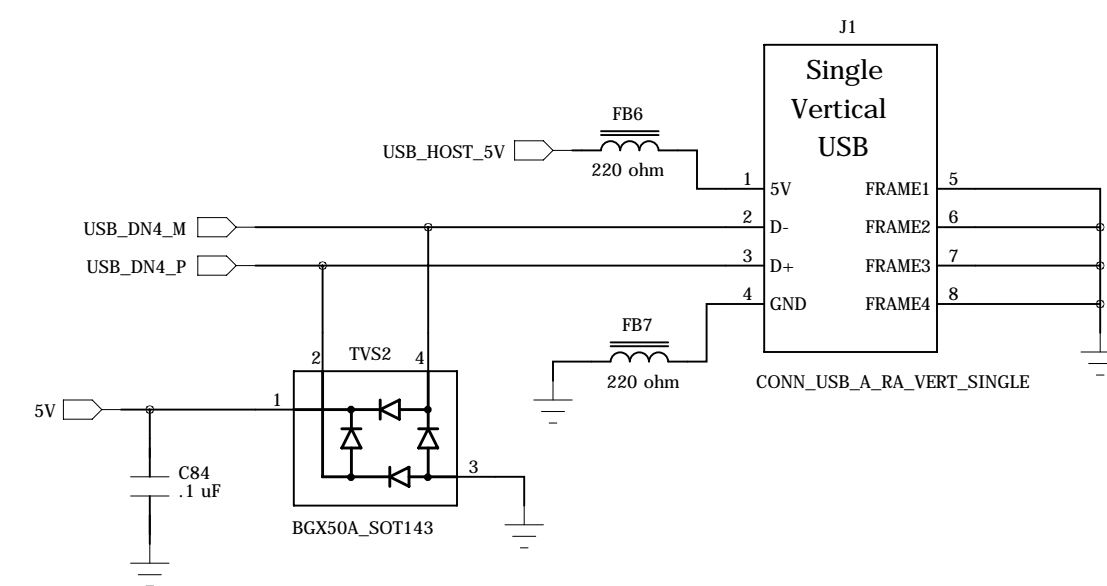 J1
Single
Vertical
USB
FB6
USB_HOST_5V
220 ohm
1
5V
FRAME1
5
USB_DN4_M
2
D-
FRAME2
6
USB_DN4_P
3
D+
FRAME3
7
4
GND
FRAME4
8
FB7
220 ohm
CONN_USB_A_RA_VERT_SINGLE
2
TVS2
4
5V
1
3
C84
.1 uF
BGX50A_SOT143